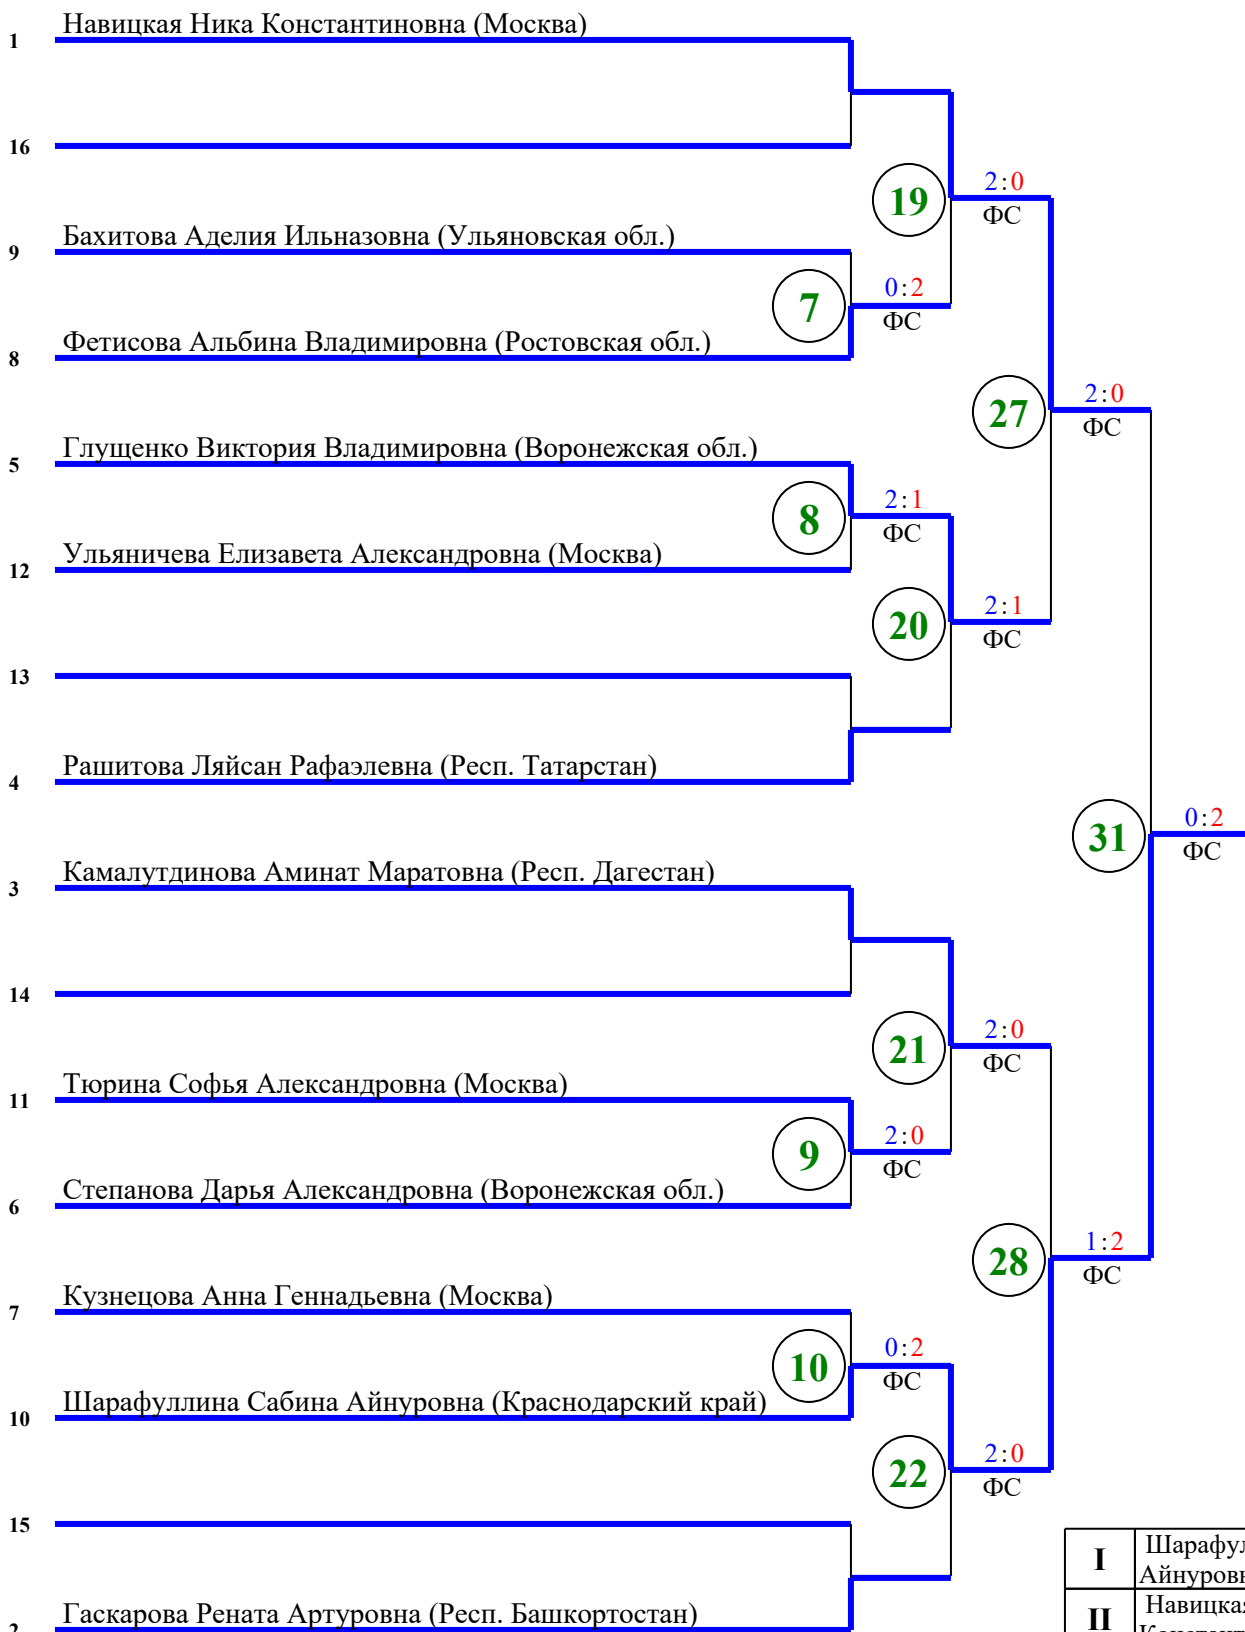 Навицкая Ника Константиновна (Москва)
1
16
2:0
19
ФС
Бахитова Аделия Ильназовна (Ульяновская обл.)
9
0:2
7
ФС
Фетисова Альбина Владимировна (Ростовская обл.)
8
2:0
27
ФС
Глущенко Виктория Владимировна (Воронежская обл.)
5
2:1
8
ФС
Ульяничева Елизавета Александровна (Москва)
12
2:1
20
ФС
13
Рашитова Ляйсан Рафаэлевна (Респ. Татарстан)
4
0:2
31
ФС
Камалутдинова Аминат Маратовна (Респ. Дагестан)
3
14
2:0
21
ФС
Тюрина Софья Александровна (Москва)
11
2:0
9
ФС
Степанова Дарья Александровна (Воронежская обл.)
6
1:2
28
ФС
Кузнецова Анна Геннадьевна (Москва)
7
0:2
10
ФС
Шарафуллина Сабина Айнуровна (Краснодарский край)
10
2:0
22
ФС
15
I
Гаскарова Рената Артуровна (Респ. Башкортостан)
2
II